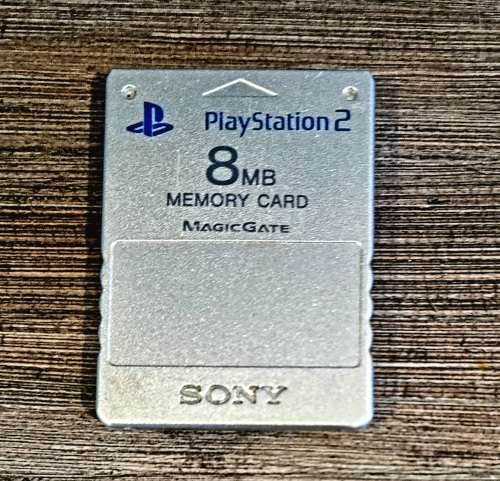 PlayStation 2
8MB
MEMORY CARD
MAGICGATE
SONY